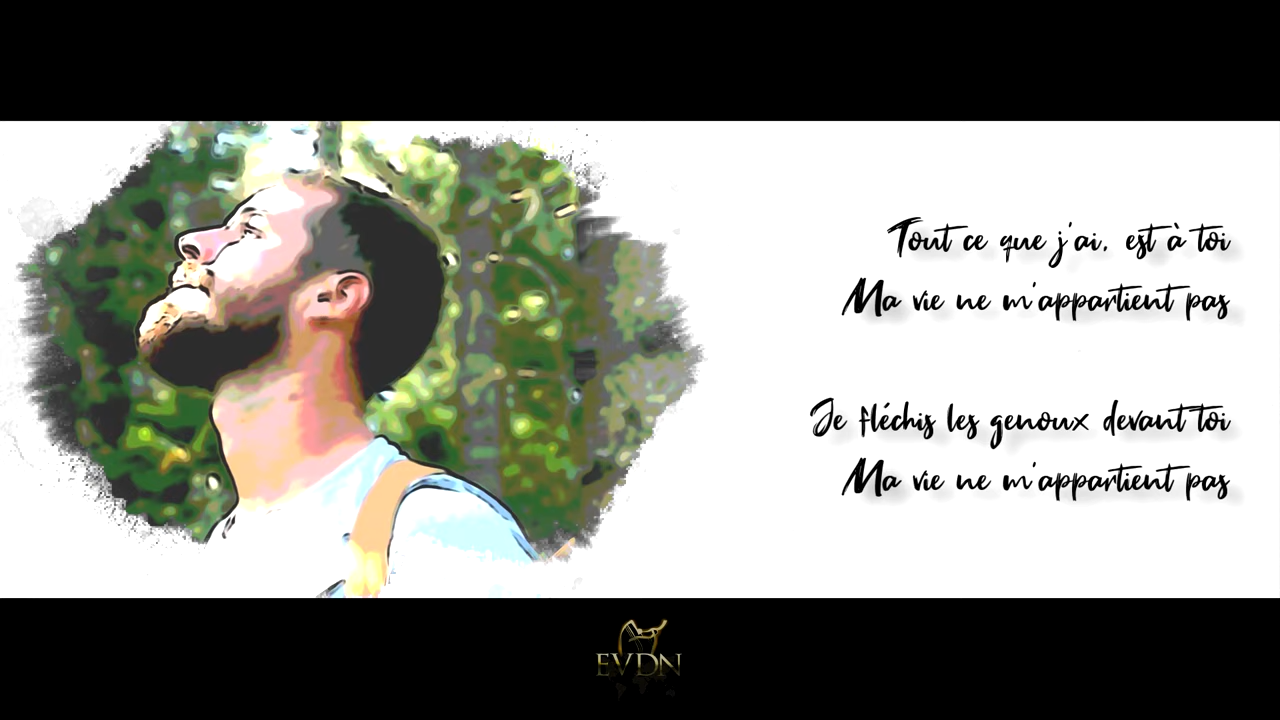 Tout ce que j'ai, est à toi
Ma vie ne m'appartient pas
Je fléchis les genoux devant toi
Ma vie ne m'appartient pas
EVDN